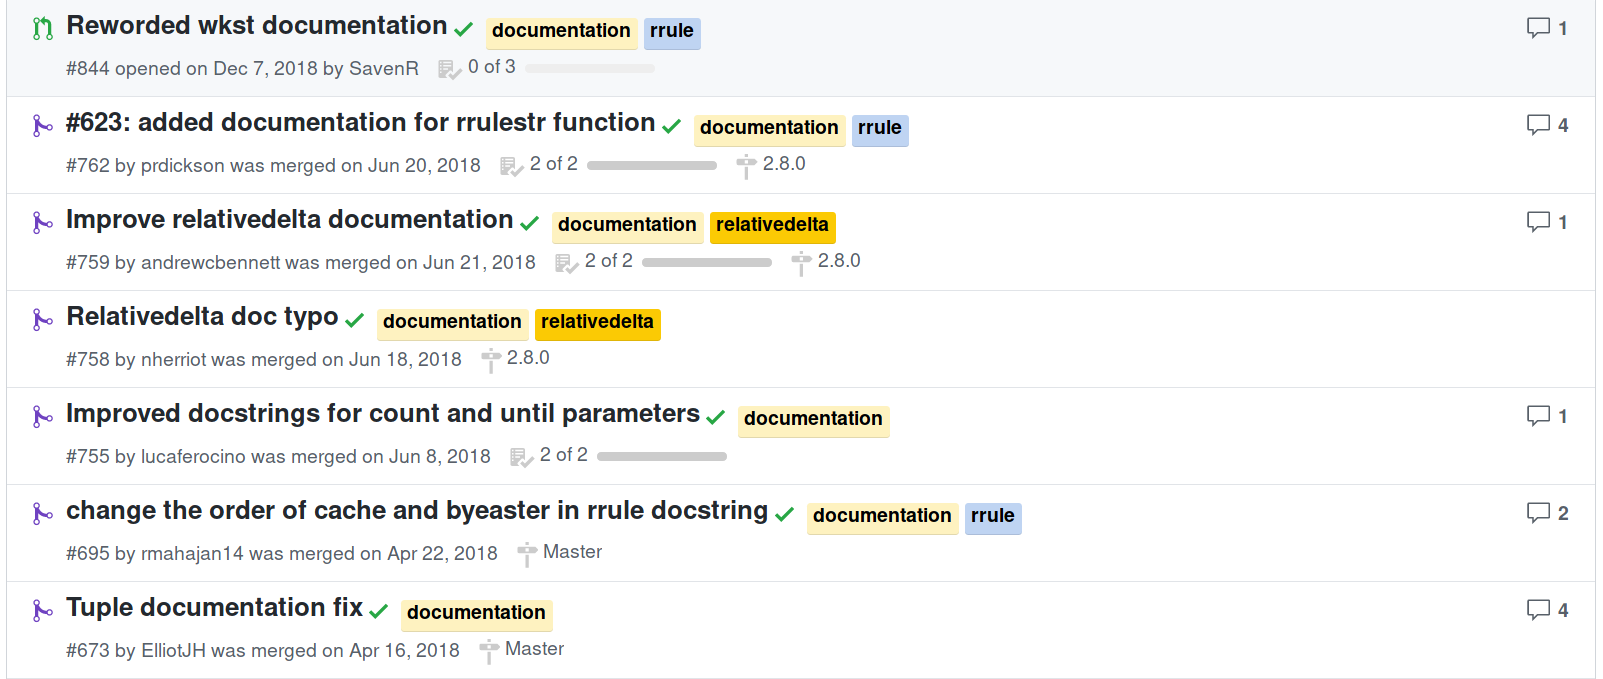 Reworded wkst documentation documentation rrule 1
#844 opened on Dec 7, 2018 by SavenR 0 of 3
#623: added documentation for rrulestr function documentation rrule 4
#762 by prdickson was merged on Jun 20, 2018 2 of 2 2.8.0
Improve relativedelta documentation documentation relativedelta 1
#759 by andrewcbennett was merged on Jun 21, 2018 2 of 2 2.8.0
Relativedelta doc typo documentation relativedelta
#758 by nherriot was merged on Jun 18, 2018 2.8.0
Improved docstrings for count and until parameters documentation 1
#755 by lucaferocino was merged on Jun 8, 2018 2 of 2
change the order of cache and byeaster in rrule docstring documentation rrule 2
#695 by rmahajan14 was merged on Apr 22, 2018 Master
Tuple documentation fix documentation 4
#673 by ElliotJH was merged on Apr 16, 2018 Master